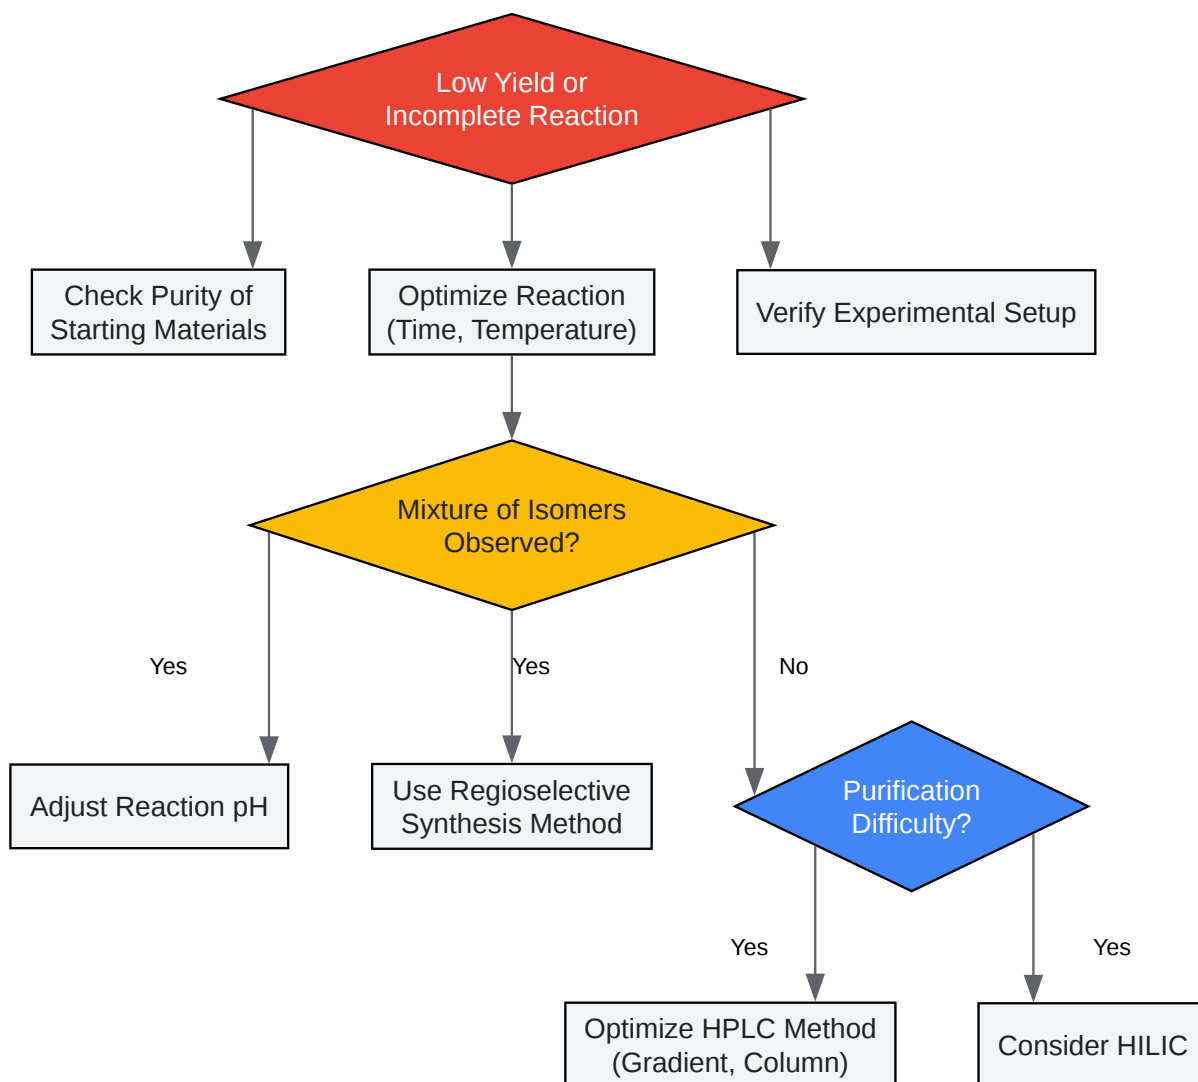 Low Yield or
Incomplete Reaction
Check Purity of
Starting Materials
Optimize Reaction
(Time, Temperature)
Verify Experimental Setup
Mixture of Isomers
Observed?
Yes
Yes
No
Adjust Reaction pH
Use Regioselective
Synthesis Method
Purification
Difficulty?
Yes
Yes
Optimize HPLC Method
(Gradient, Column)
Consider HILIC